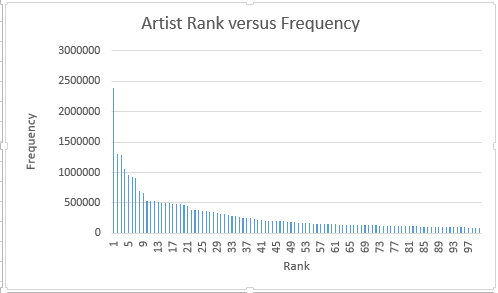 Artist Rank versus Frequency
3000000
2500000
2000000
1500000
1000000
500000
0
Frequency
1 5 9 13 17 21 25 29 33 37 41 45 49 53 57 61 65 69 73 77 81 85 89 93 97
Rank